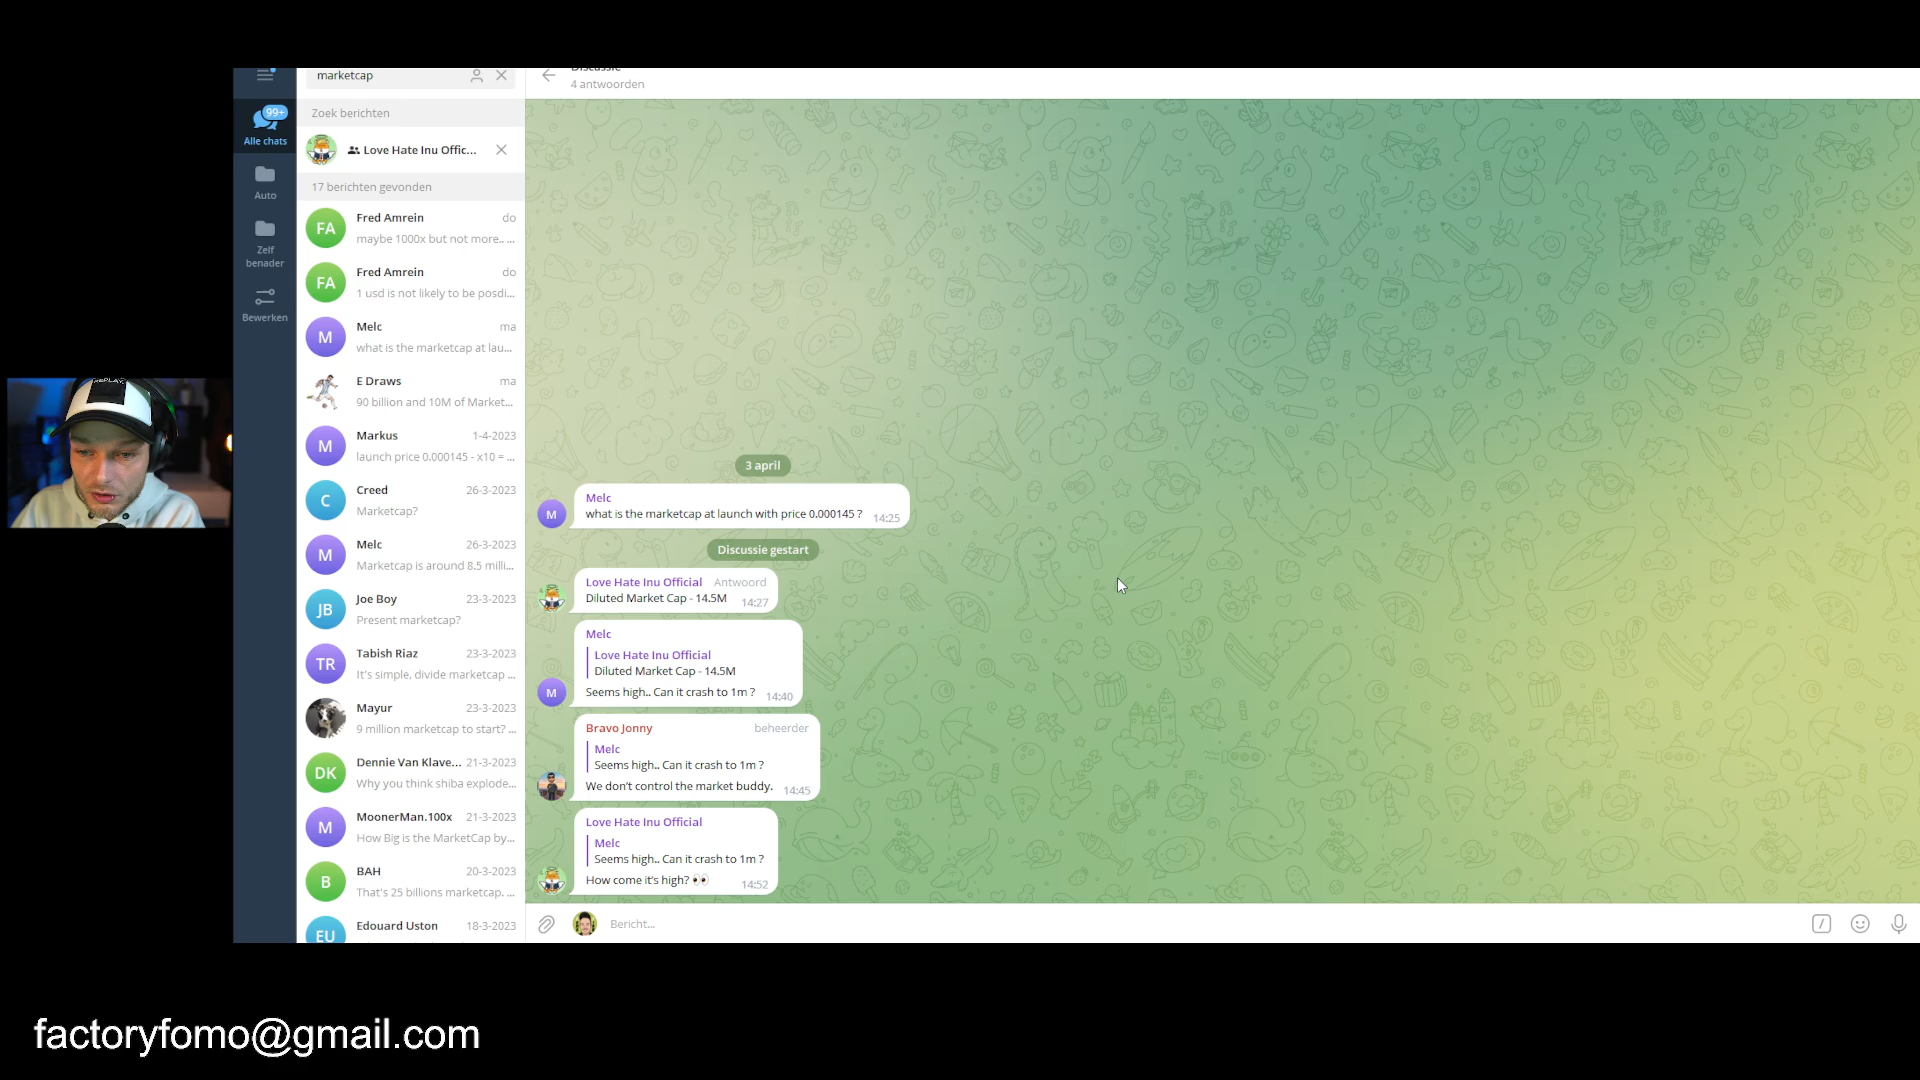 marketcap
Discussie
4 antwoorden
99+
Alle chats
Auto
Zelf
benader
Bewerken
Zoek berichten
Love Hate Inu Offic...
17 berichten gevonden
FA
Fred Amrein do
maybe 1000x but not more.. ...
FA
Fred Amrein do
1 usd is not likely to be posdi...
M
Melc ma
what is the marketcap at lau...
E Draws ma
90 billion and 10M of Market...
M
Markus 1-4-2023
launch price 0.000145 - x10 = ...
C
Creed 26-3-2023
Marketcap?
M
Melc 26-3-2023
Marketcap is around 8.5 milli...
JB
Joe Boy 23-3-2023
Present marketcap?
TR
Tabish Riaz 23-3-2023
It's simple, divide marketcap ...
Mayur 23-3-2023
9 million marketcap to start? ...
DK
Dennie Van Klave... 21-3-2023
Why you think shiba explode...
M
MoonerMan.100x 21-3-2023
How Big is the MarketCap by...
B
BAH 20-3-2023
That's 25 billions marketcap. ...
EU
Edouard Uston 18-3-2023
3 april
Melc
M
what is the marketcap at launch with price 0.000145 ? 14:25
Discussie gestart
Love Hate Inu Official Antwoord
Diluted Market Cap - 14.5M 14:27
Melc
Love Hate Inu Official
Diluted Market Cap - 14.5M
M
Seems high.. Can it crash to 1m ? 14:40
Bravo Jonny beheerder
Melc
Seems high.. Can it crash to 1m ?
We don't control the market buddy. 14:45
Love Hate Inu Official
Melc
Seems high.. Can it crash to 1m ?
How come it's high? 👀 14:52
Bericht...
factoryfomo@gmail.com